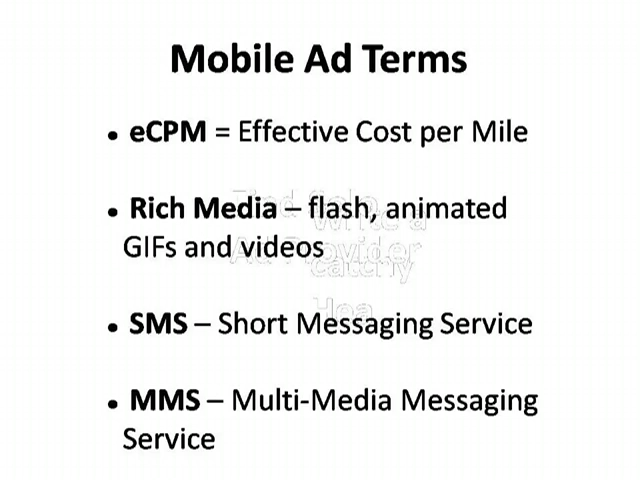 Mobile Ad Terms
• eCPM = Effective Cost per Mile
• Rich Media – flash, animated
GIFs and videos
• SMS – Short Messaging Service
• MMS – Multi-Media Messaging
Service